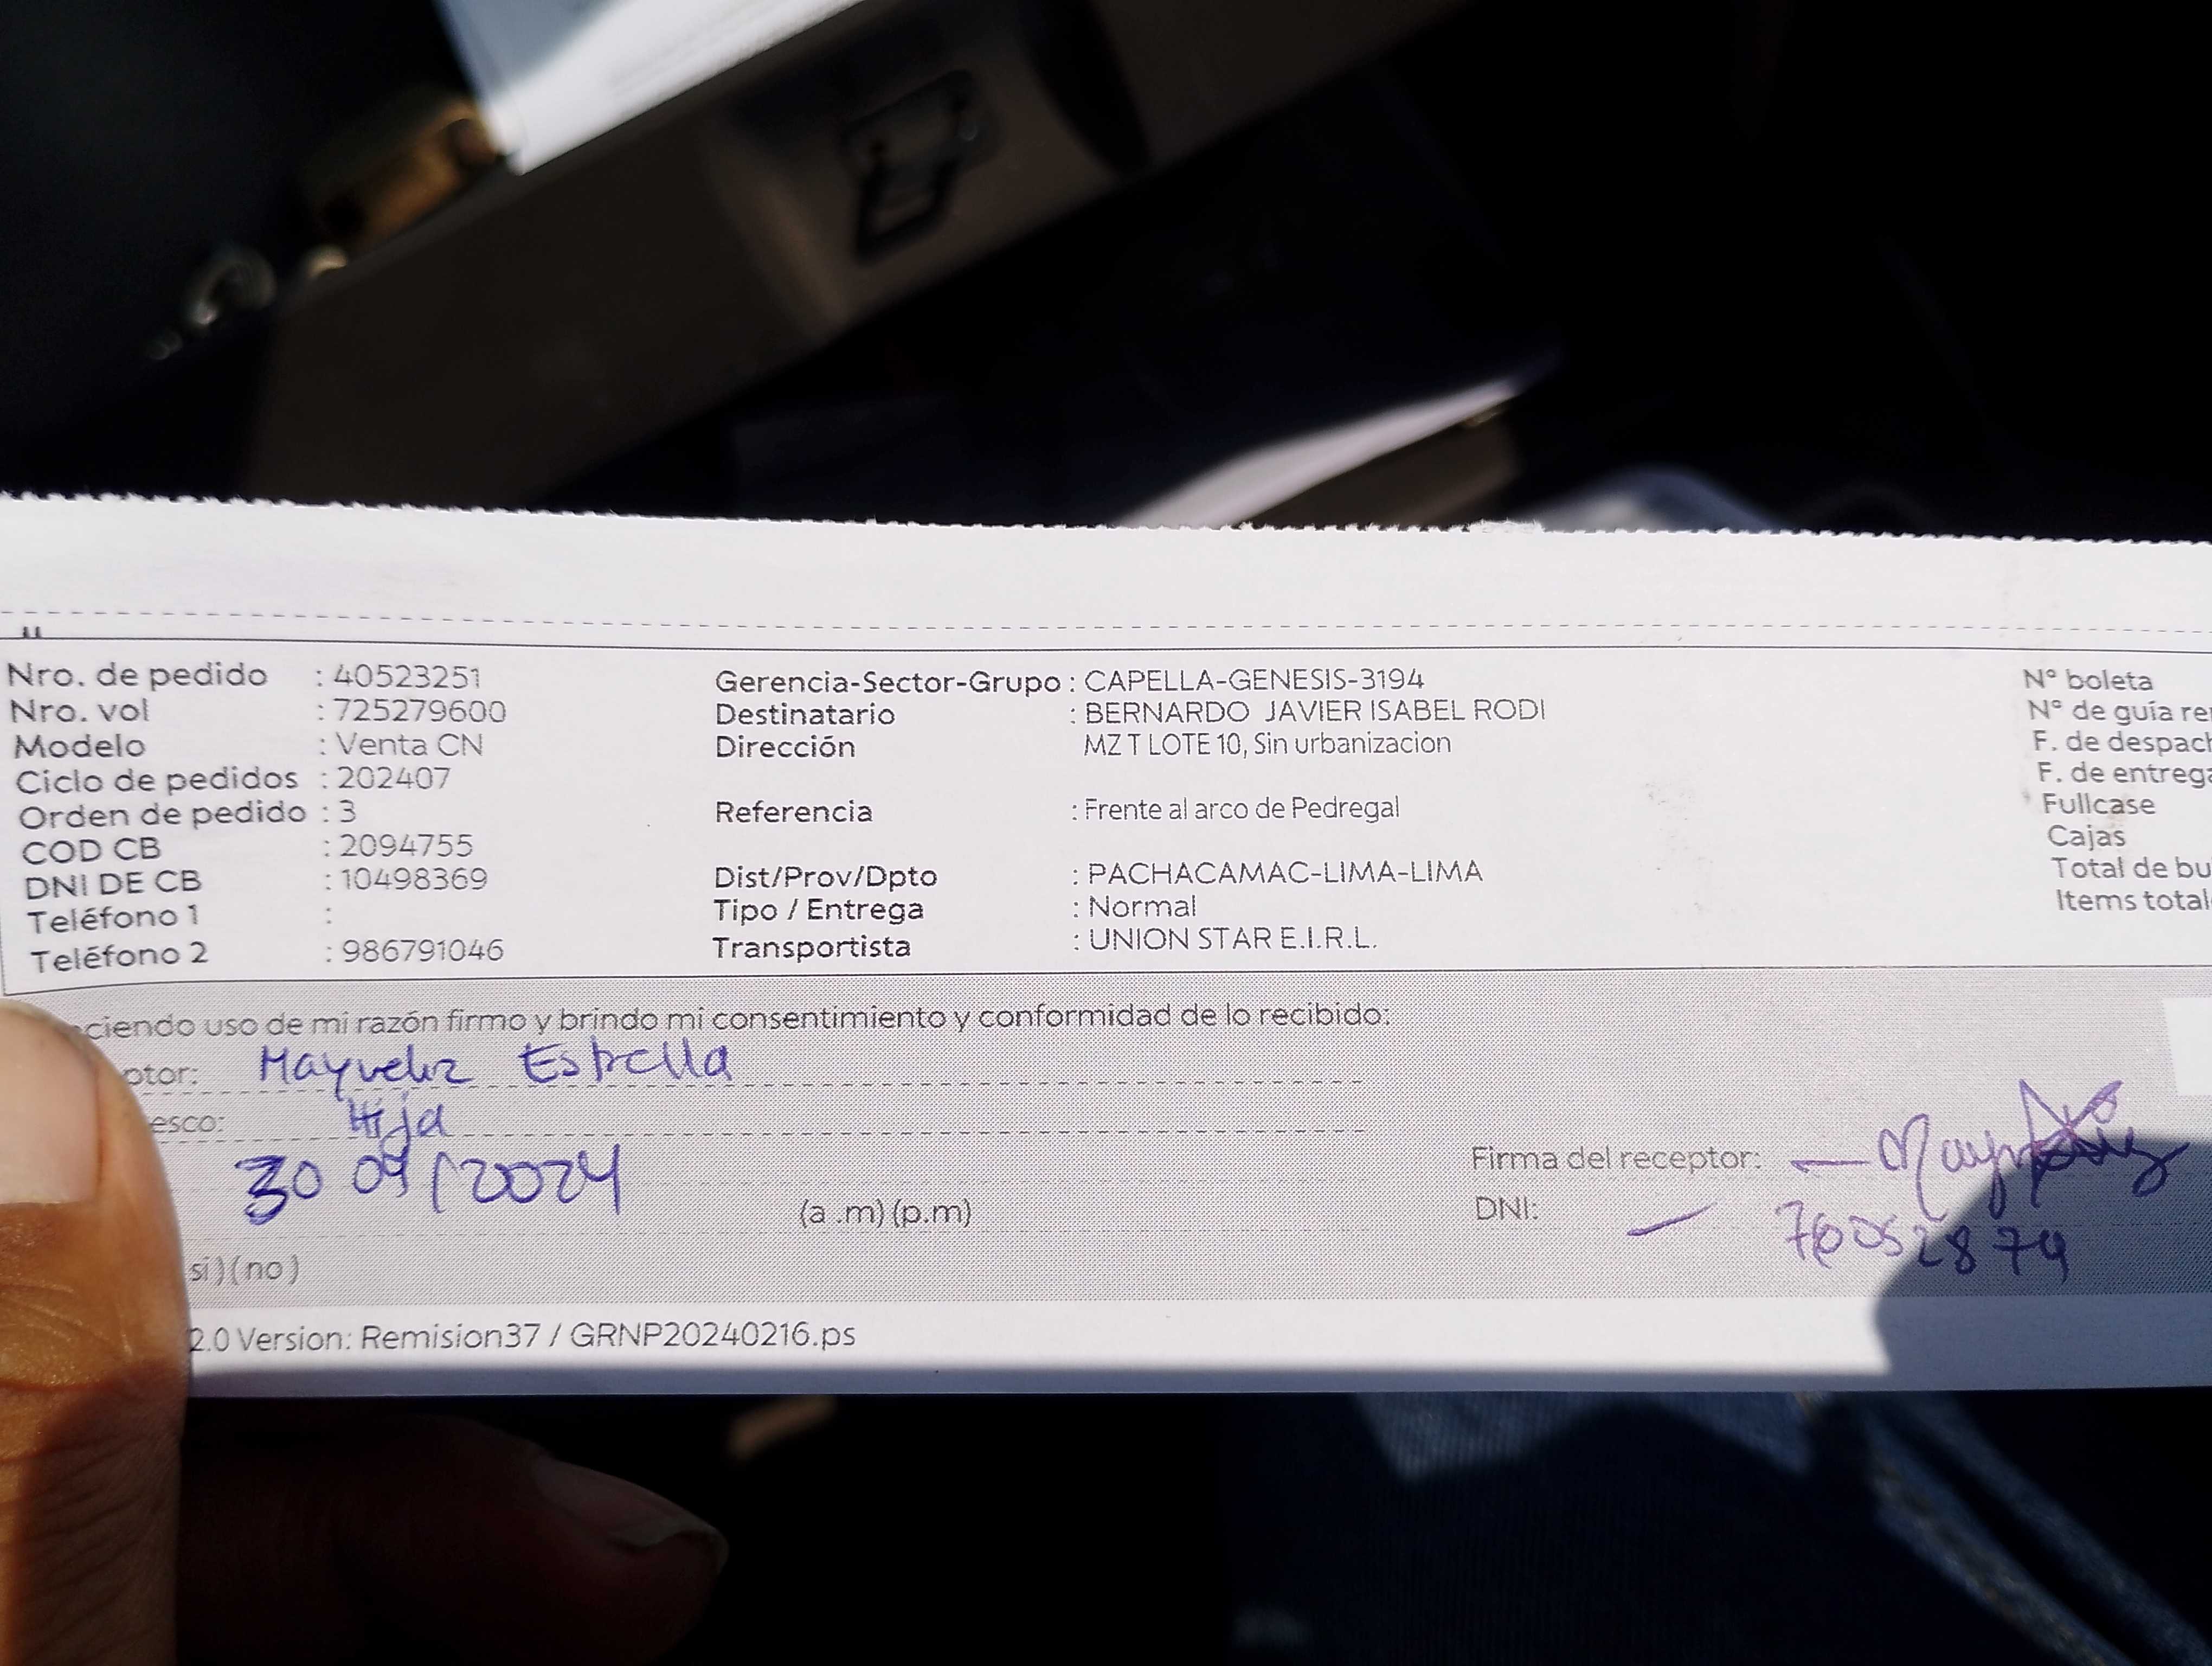 Nro. de pedido : 40523251
Nro. vol : 725279600
Modelo : Venta CN
Ciclo de pedidos : 202407
Orden de pedido : 3
COD CB : 2094755
DNI DE CB : 10498369
Teléfono 1 :
Teléfono 2 : 986791046
Gerencia-Sector-Grupo : CAPELLA-GENESIS-3194
Destinatario : BERNARDO JAVIER ISABEL RODI
Dirección MZ T LOTE 10, Sin urbanizacion
Referencia : Frente al arco de Pedregal
Dist/Prov/Dpto : PACHACAMAC-LIMA-LIMA
Tipo / Entrega : Normal
Transportista : UNION STAR E.I.R.L.
N° boleta
N° de guía re
F. de despach
F. de entrega
Fullcase
Cajas
Total de bu
Items total
ciendo uso de mi razón firmo y brindo mi consentimiento y conformidad de lo recibido:
ptor: Estrella
esco: Hija
30 09/2024
(a .m) (p.m)
si) (no)
Firma del receptor:
DNI: 76052874
2.0 Version: Remision37 / GRNP20240216.ps